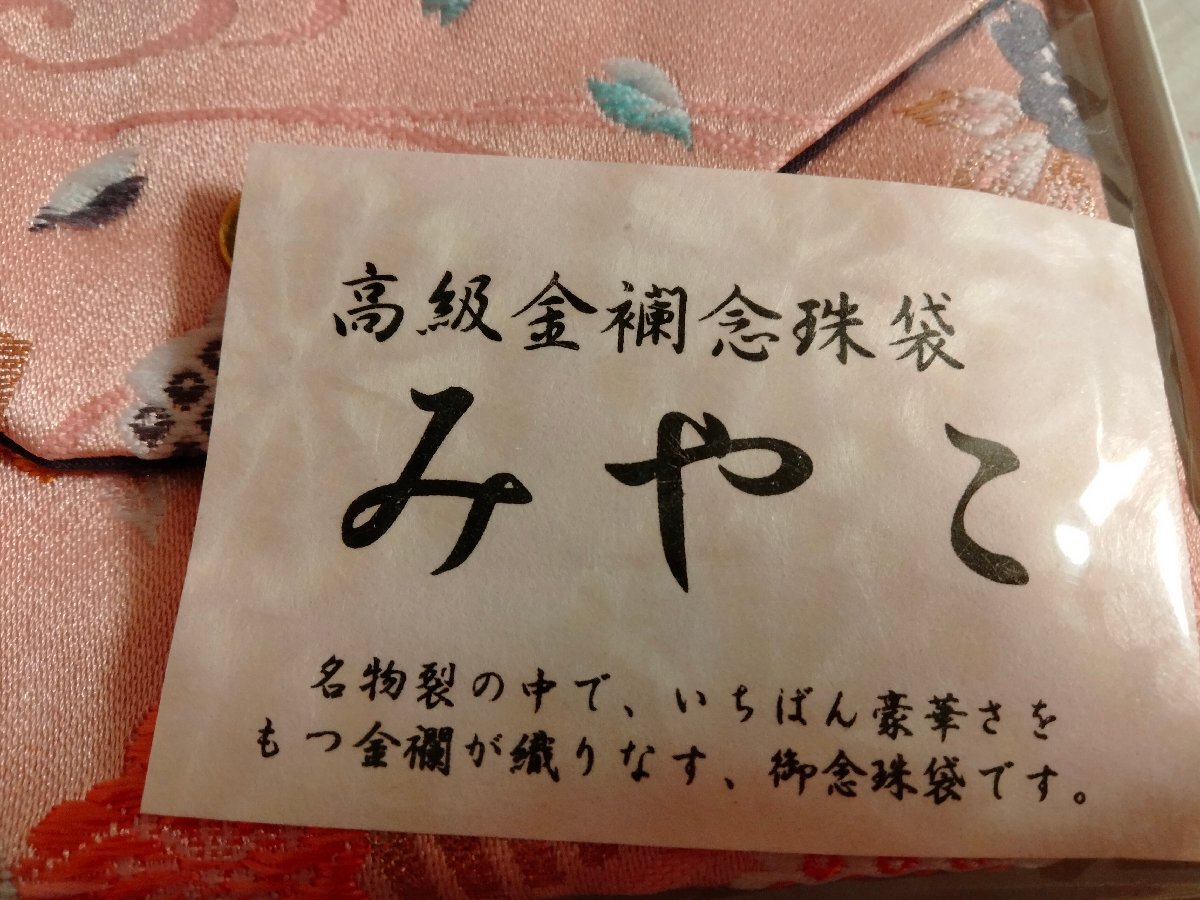 高級金襴念珠袋
みやこ
名物裂の中で、いちばん豪華さを
もつ金襴が織りなす、御念珠袋です。